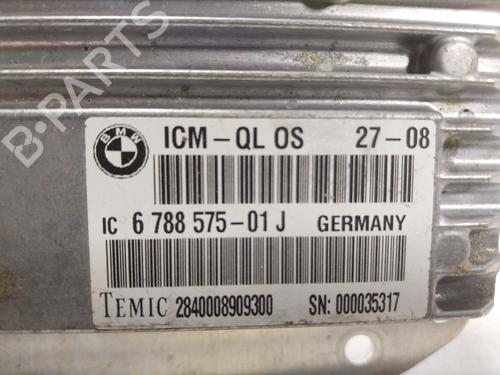 B-PARTS
BMW
ICM-QL OS 27-08
IC 6 788 575-01 J GERMANY
TEMIC 2840008909300 SN: 000035317